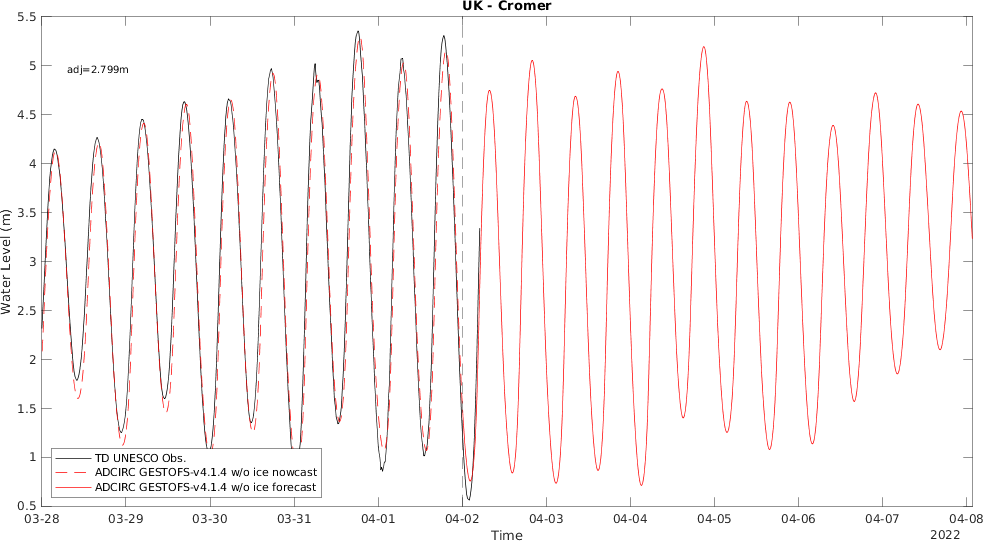 UK - Cromer
5.5
5
4.5
4
3.5
3
2.5
2
1.5
1
0.5
Water Level (m)
adj=2.799m
TD UNESCO Obs.
ADCIRC GESTOFS-v4.1.4 w/o ice nowcast
ADCIRC GESTOFS-v4.1.4 w/o ice forecast
03-28 03-29 03-30 03-31 04-01 04-02 04-03 04-04 04-05 04-06 04-07 04-08
Time
2022